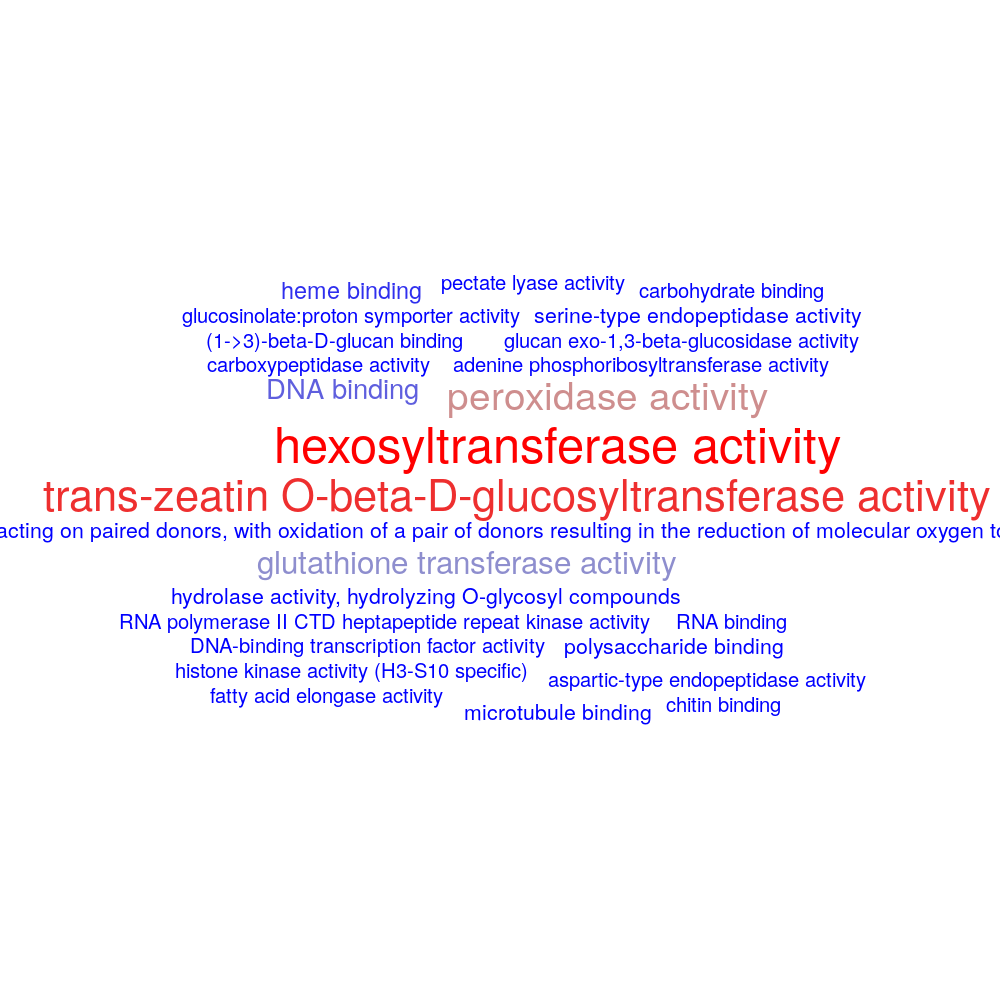 heme binding pectate lyase activity carbohydrate binding
glucosinolate:proton symporter activity serine-type endopeptidase activity
(1->3)-beta-D-glucan binding glucan exo-1,3-beta-glucosidase activity
carboxypeptidase activity adenine phosphoribosyltransferase activity
DNA binding peroxidase activity
hexosyltransferase activity
trans-zeatin O-beta-D-glucosyltransferase activity
acting on paired donors, with oxidation of a pair of donors resulting in the reduction of molecular oxygen
glutathione transferase activity
hydrolase activity, hydrolyzing O-glycosyl compounds
RNA polymerase II CTD heptapeptide repeat kinase activity RNA binding
DNA-binding transcription factor activity polysaccharide binding
histone kinase activity (H3-S10 specific) aspartic-type endopeptidase activity
fatty acid elongase activity microtubule binding chitin binding